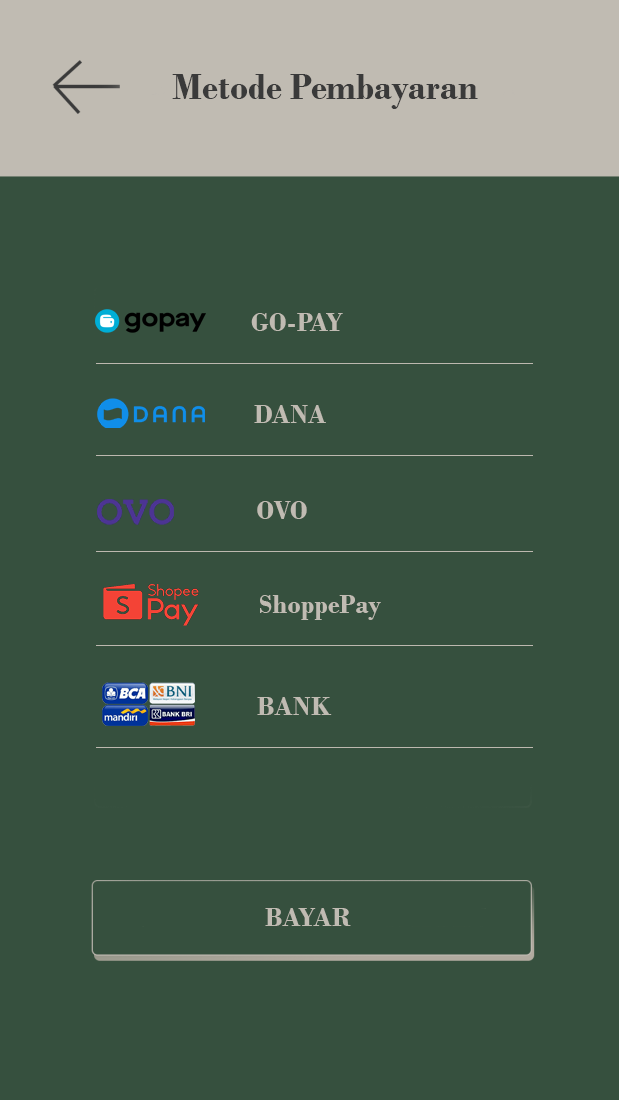 Metode Pembayaran
gopay GO-PAY
DANA DANA
OVO OVO
Shopee
Pay
ShoppePay
BCA BNI
mandiri BANK BRI
BANK
BAYAR